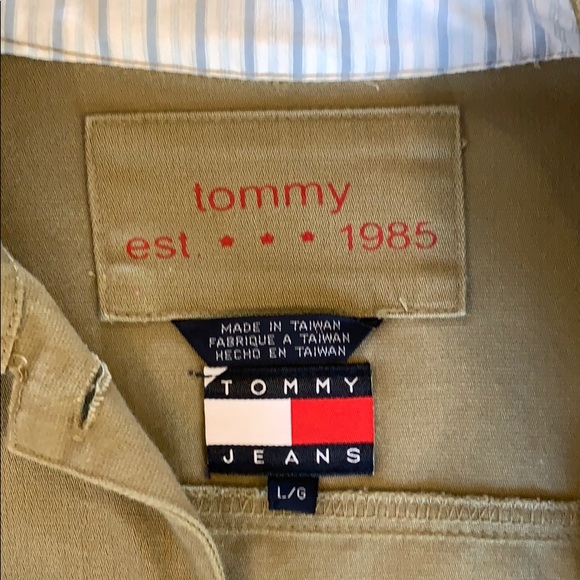 tommy
est. * * * 1985
MADE IN TAIWAN
FABRIQUE A TAIWAN
HECHO EN TAIWAN
TOMMY
JEANS
L/G